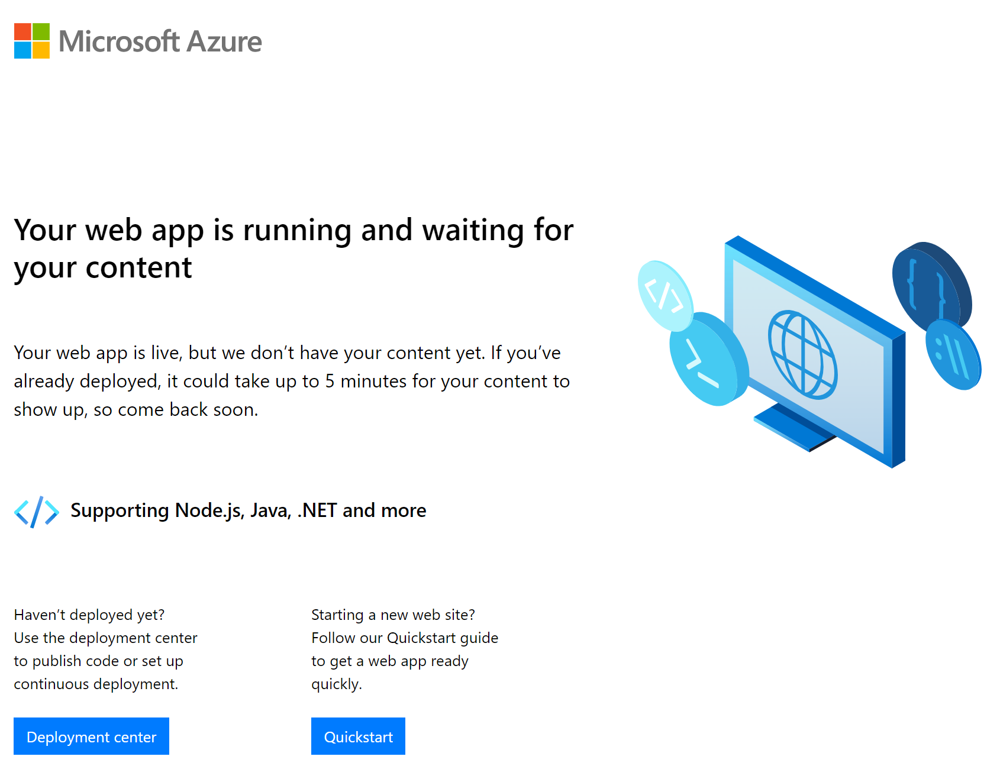 Microsoft Azure
Your web app is running and waiting for
your content
Your web app is live, but we don’t have your content yet. If you’ve
already deployed, it could take up to 5 minutes for your content to
show up, so come back soon.
</>
>_
{ }
:\\
</> Supporting Node.js, Java, .NET and more
Haven’t deployed yet?
Use the deployment center
to publish code or set up
continuous deployment.
Deployment center
Starting a new web site?
Follow our Quickstart guide
to get a web app ready
quickly.
Quickstart